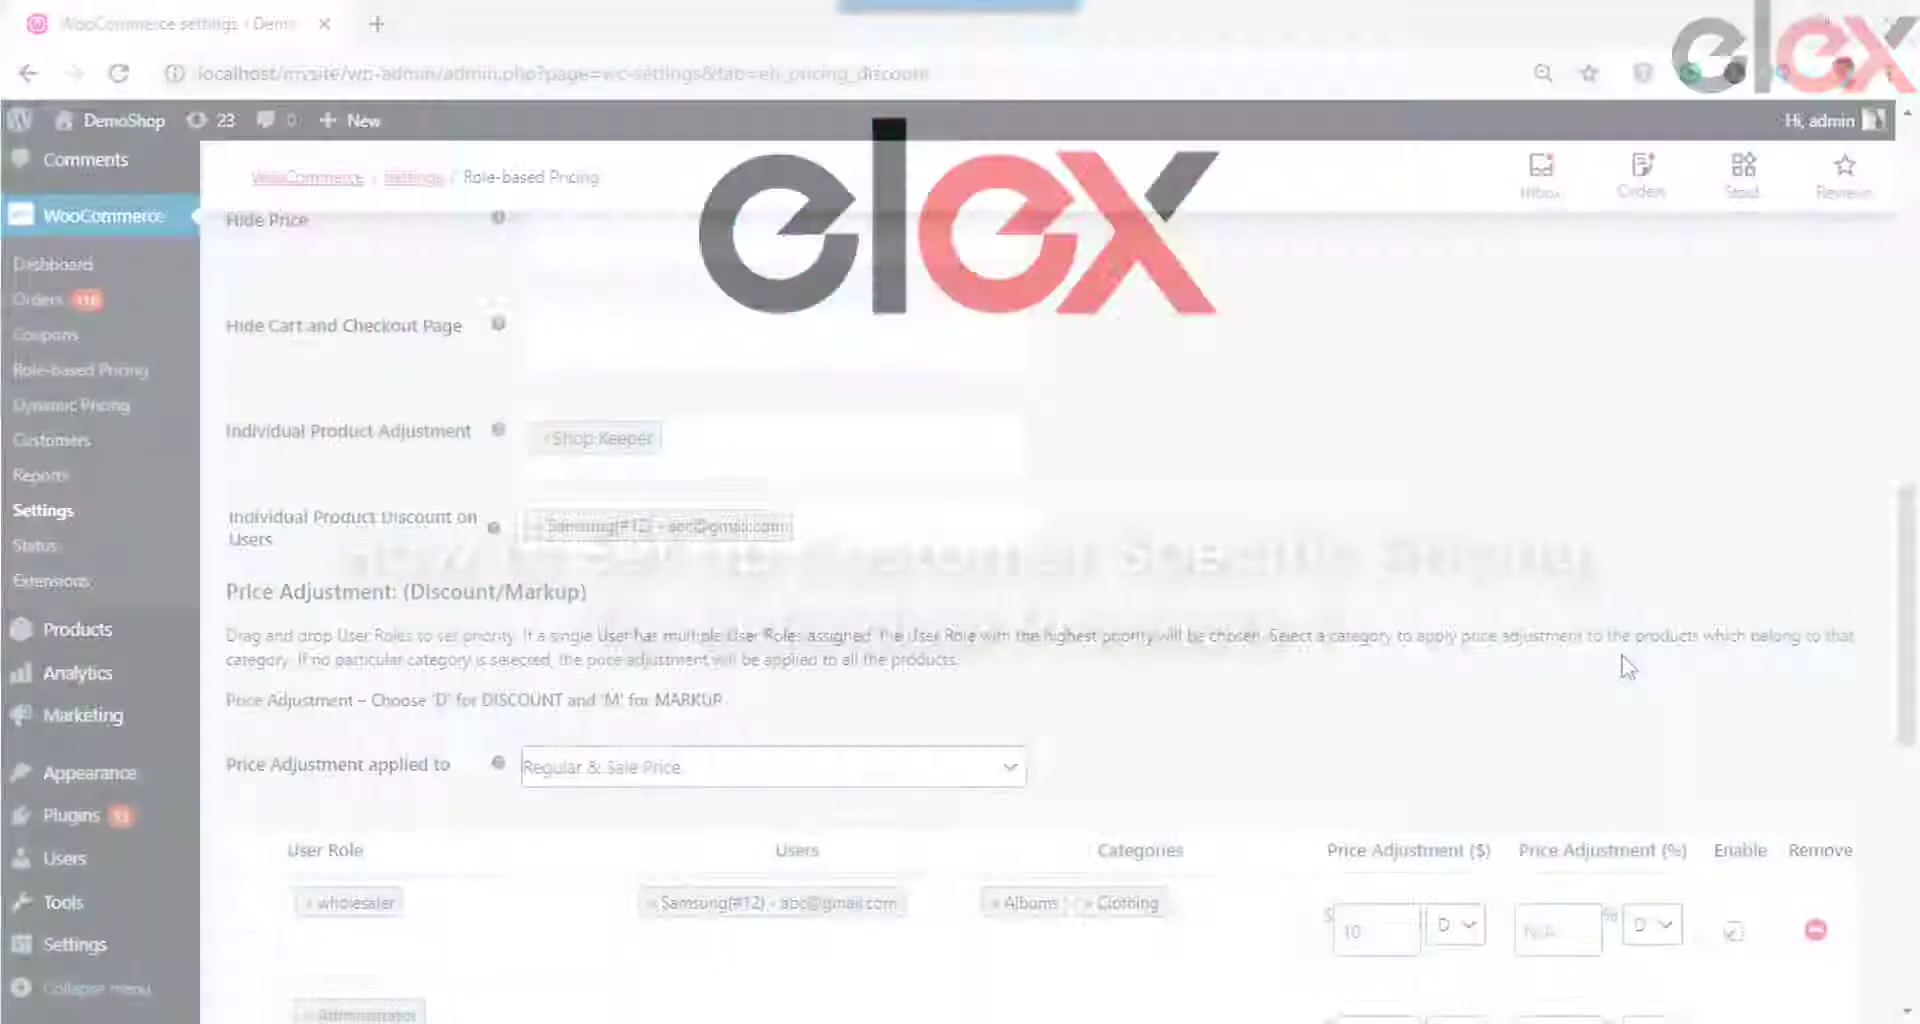 WooCommerce settings ‹ Demo
elex
localhost/mysite/wp-admin/admin.php?page=wc-settings&tab=eh_pricing_discount
DemoShop 23 0 + New Hi, admin
Comments
WooCommerce / Settings / Role-based Pricing
Inbox Orders Stock Reviews
elex
WooCommerce
Hide Price
Dashboard
Orders
Hide Cart and Checkout Page
Coupons
Role-based Pricing
Dynamic Pricing
Individual Product Adjustment × Shop Keeper
Customers
Reports
Settings
Individual Product Discount on Users × Samsung(#12) - abc@gmail.com
Status
How to Set up Customer Specific Pricing
Extensions
Price Adjustment: (Discount/Markup)
Products
Drag and drop User Roles to set priority. If a single User has multiple User Roles assigned, the User Role with the highest priority will be chosen. Select a category to apply price adjustment to the products which belong to that
category. If no particular category is selected, the price adjustment will be applied to all the products.
Analytics
Price Adjustment – Choose 'D' for DISCOUNT and 'M' for MARKUP
Marketing
Price Adjustment applied to Regular & Sale Price
Appearance
Plugins
User Role Users Categories Price Adjustment ($) Price Adjustment (%) Enable Remove
Users
Tools
× wholesaler × Samsung(#12) - abc@gmail.com × Albums × Clothing
$ 10 D N/A % D
Settings
Collapse menu
× Administrator